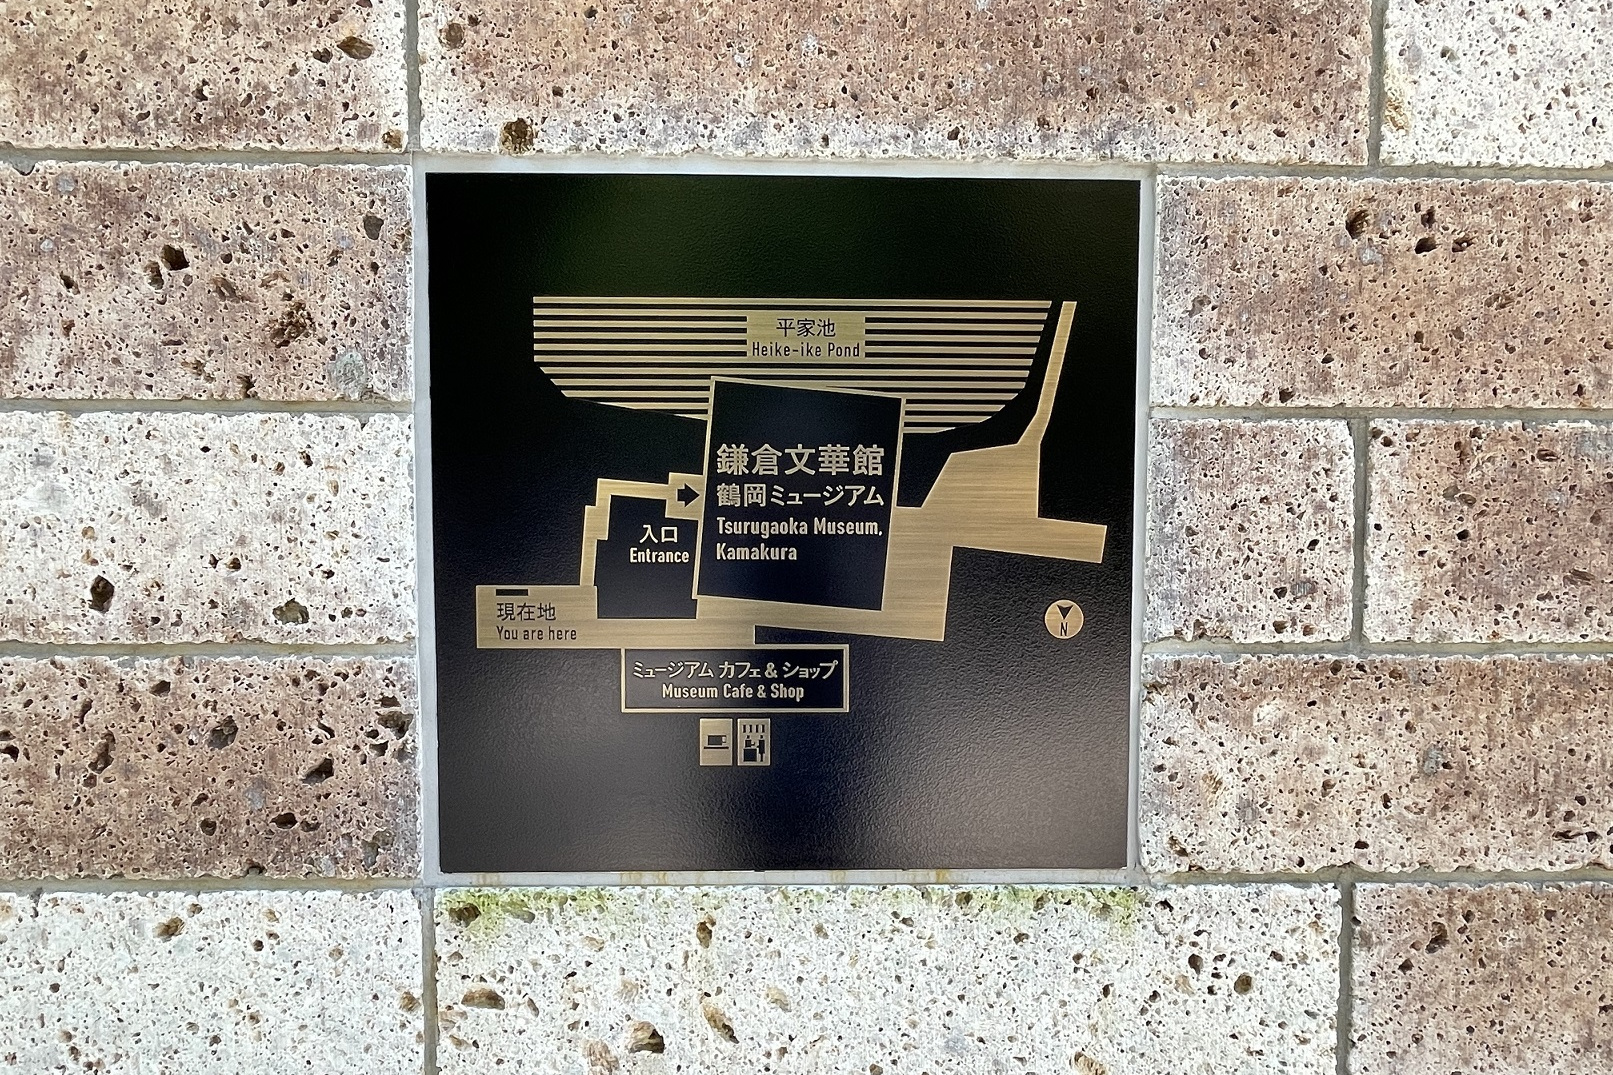 平家池
Heike-ike Pond
鎌倉文華館
鶴岡ミュージアム
Tsurugaoka Museum,
Kamakura
入口
Entrance
現在地
You are here
ミュージアム カフェ & ショップ
Museum Cafe & Shop
N